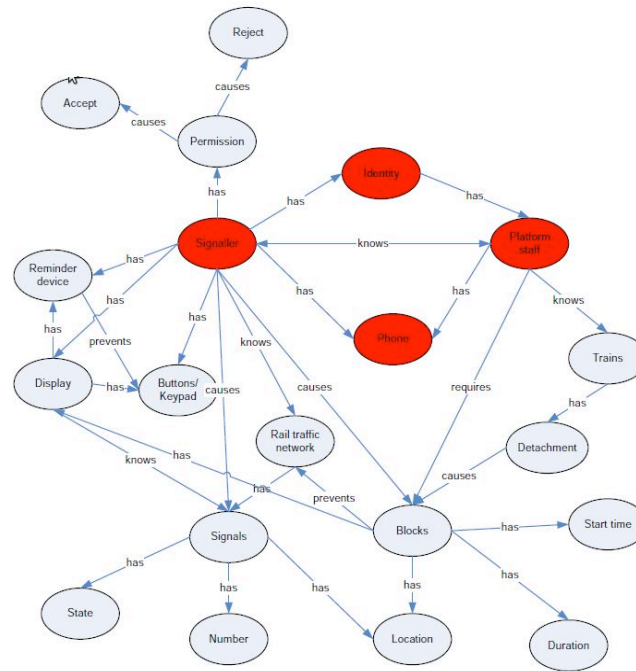 Reject
causes
Accept
causes
Permission
has
Identity
has
has
Signaller
knows
Platform
staff
Reminder
device
has
has
has
has
knows
Phone
has
has
prevents
knows
Trains
causes
causes
requires
Display
has
Buttons/
Keypad
has
Rail traffic
network
Detachment
knows
has
has
prevents
causes
Signals
Blocks
has
Start time
has
has
has
has
has
State
Number
Location
Duration